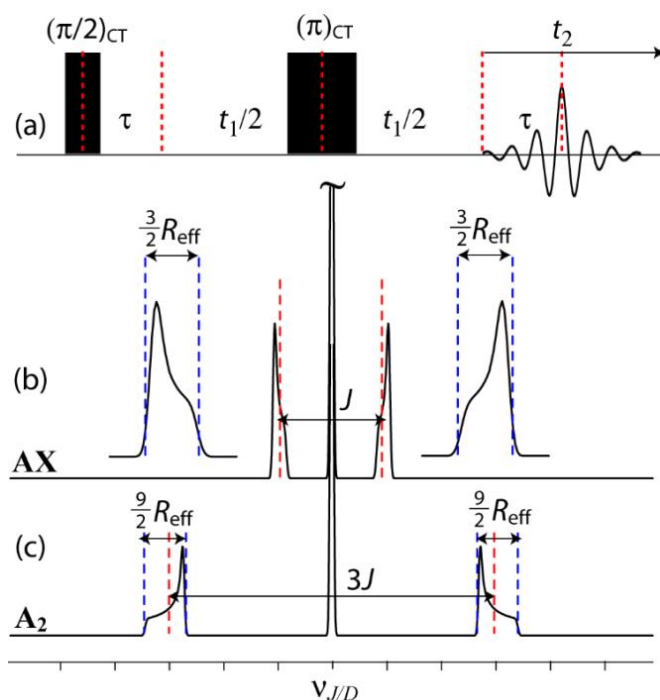 (π/2)CT (π)CT t2
(a) τ t1/2 t1/2 τ
3/2 Reff 3/2 Reff
(b) J
AX
9/2 Reff 9/2 Reff
(c) 3J
A2
νJ/D